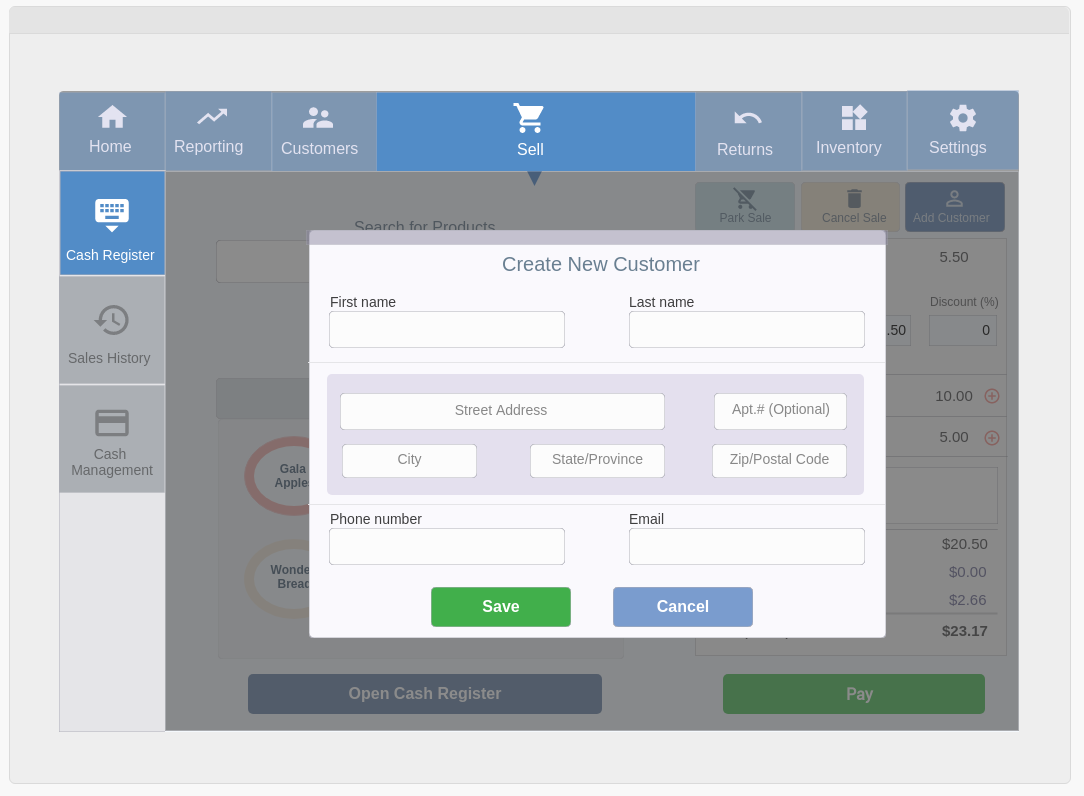 Home
Reporting
Customers
Sell
Returns
Inventory
Settings
Cash Register
Sales History
Cash
Management
Search for Products
Park Sale
Cancel Sale
Add Customer
5.50
Discount (%)
.50
0
10.00
5.00
Gala
Apples
Wonder
Bread
$20.50
$0.00
$2.66
$23.17
Open Cash Register
Pay
Create New Customer
First name
Last name
Street Address
Apt.# (Optional)
City
State/Province
Zip/Postal Code
Phone number
Email
Save
Cancel